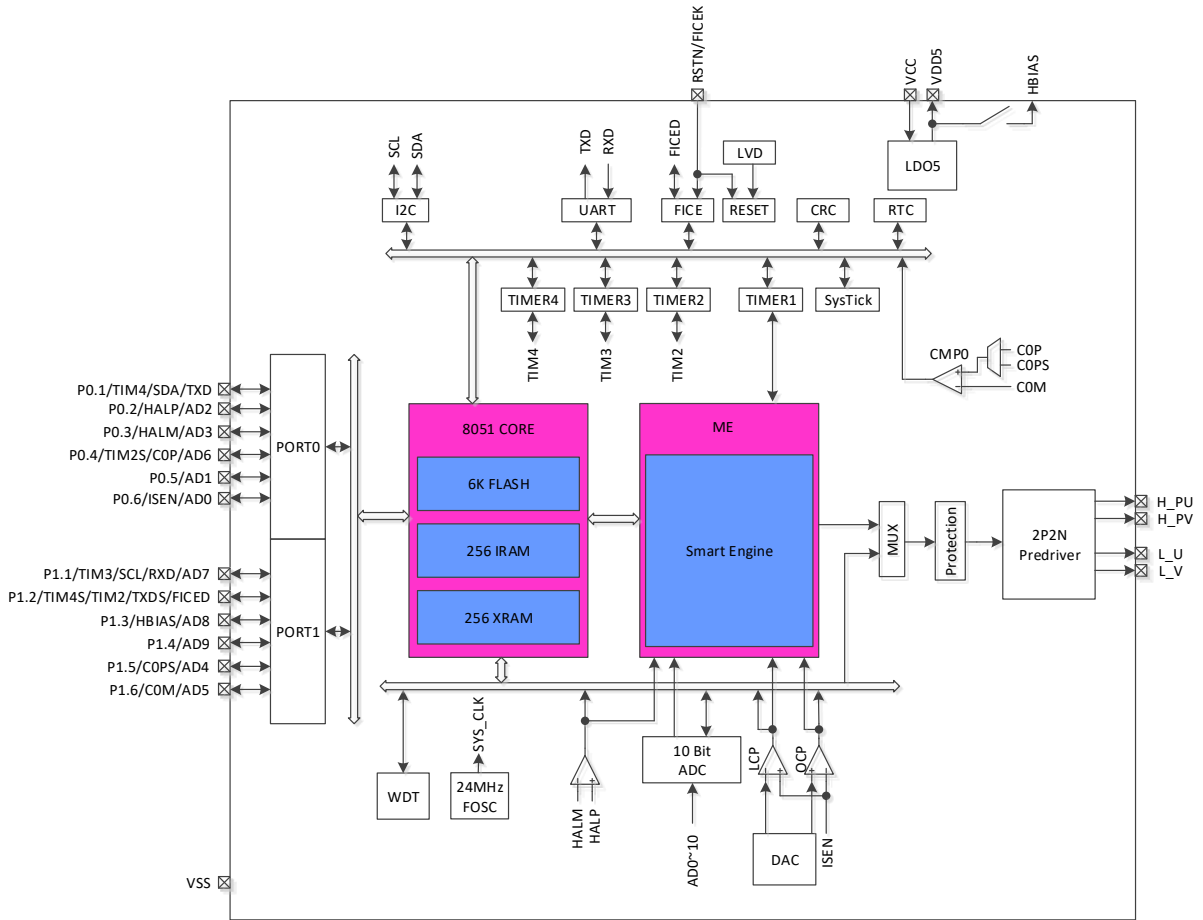 RSTN/FICEK
VCC
VDD5
HBIAS
SCL
SDA
TXD
RXD
FICED
LVD
LDO5
I2C
UART
FICE
RESET
CRC
RTC
TIMER4
TIMER3
TIMER2
TIMER1
SysTick
TIM4
TIM3
TIM2
CMP0
C0P
C0PS
C0M
P0.1/TIM4/SDA/TXD
P0.2/HALP/AD2
P0.3/HALM/AD3
P0.4/TIM2S/C0P/AD6
P0.5/AD1
P0.6/ISEN/AD0
PORT0
P1.1/TIM3/SCL/RXD/AD7
P1.2/TIM4S/TIM2/TXDS/FICED
P1.3/HBIAS/AD8
P1.4/AD9
P1.5/C0PS/AD4
P1.6/C0M/AD5
PORT1
8051 CORE
6K FLASH
256 IRAM
256 XRAM
ME
Smart Engine
MUX
Protection
2P2N
Predriver
H_PU
H_PV
L_U
L_V
WDT
SYS_CLK
24MHz
FOSC
HALM
HALP
10 Bit
ADC
AD0~10
LCP
OCP
DAC
ISEN
VSS